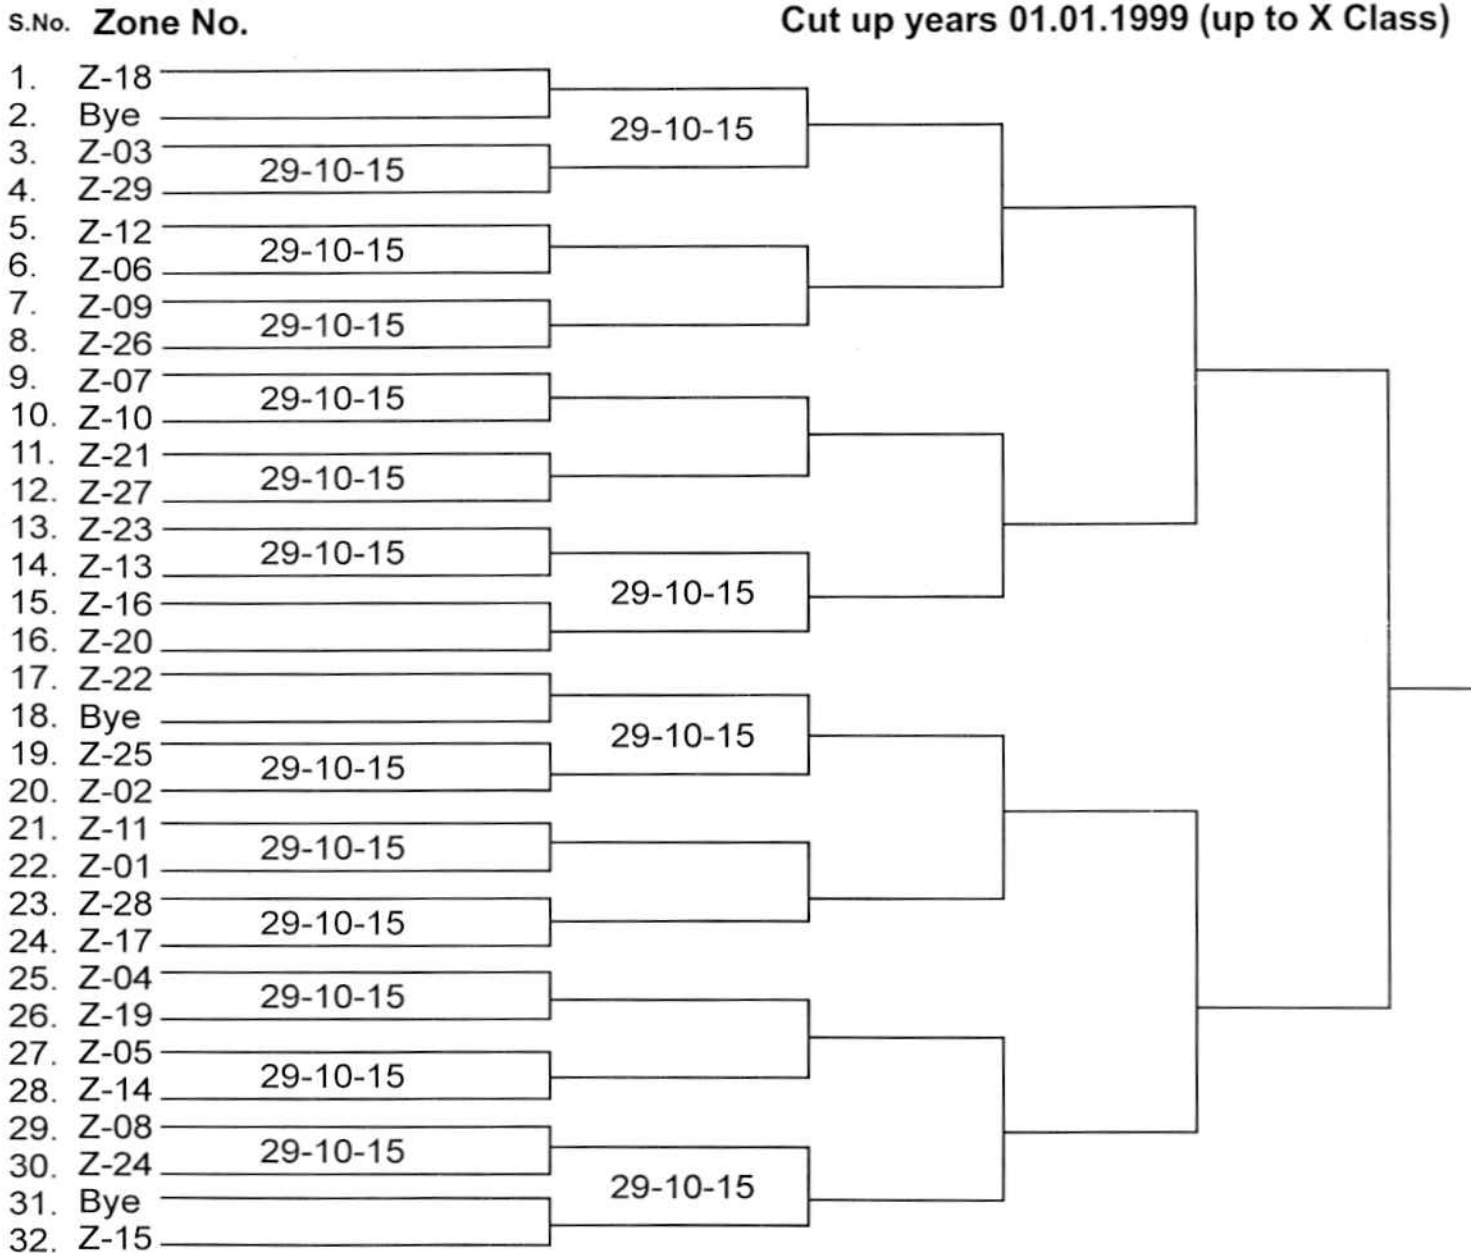 S.No. Zone No. Cut up years 01.01.1999 (up to X Class)
1. Z-18
2. Bye
29-10-15
3. Z-03
29-10-15
4. Z-29
5. Z-12
29-10-15
6. Z-06
7. Z-09
29-10-15
8. Z-26
9. Z-07
29-10-15
10. Z-10
11. Z-21
29-10-15
12. Z-27
13. Z-23
29-10-15
14. Z-13
29-10-15
15. Z-16
16. Z-20
17. Z-22
18. Bye
29-10-15
19. Z-25
29-10-15
20. Z-02
21. Z-11
29-10-15
22. Z-01
23. Z-28
29-10-15
24. Z-17
25. Z-04
29-10-15
26. Z-19
27. Z-05
29-10-15
28. Z-14
29. Z-08
29-10-15
30. Z-24
29-10-15
31. Bye
32. Z-15